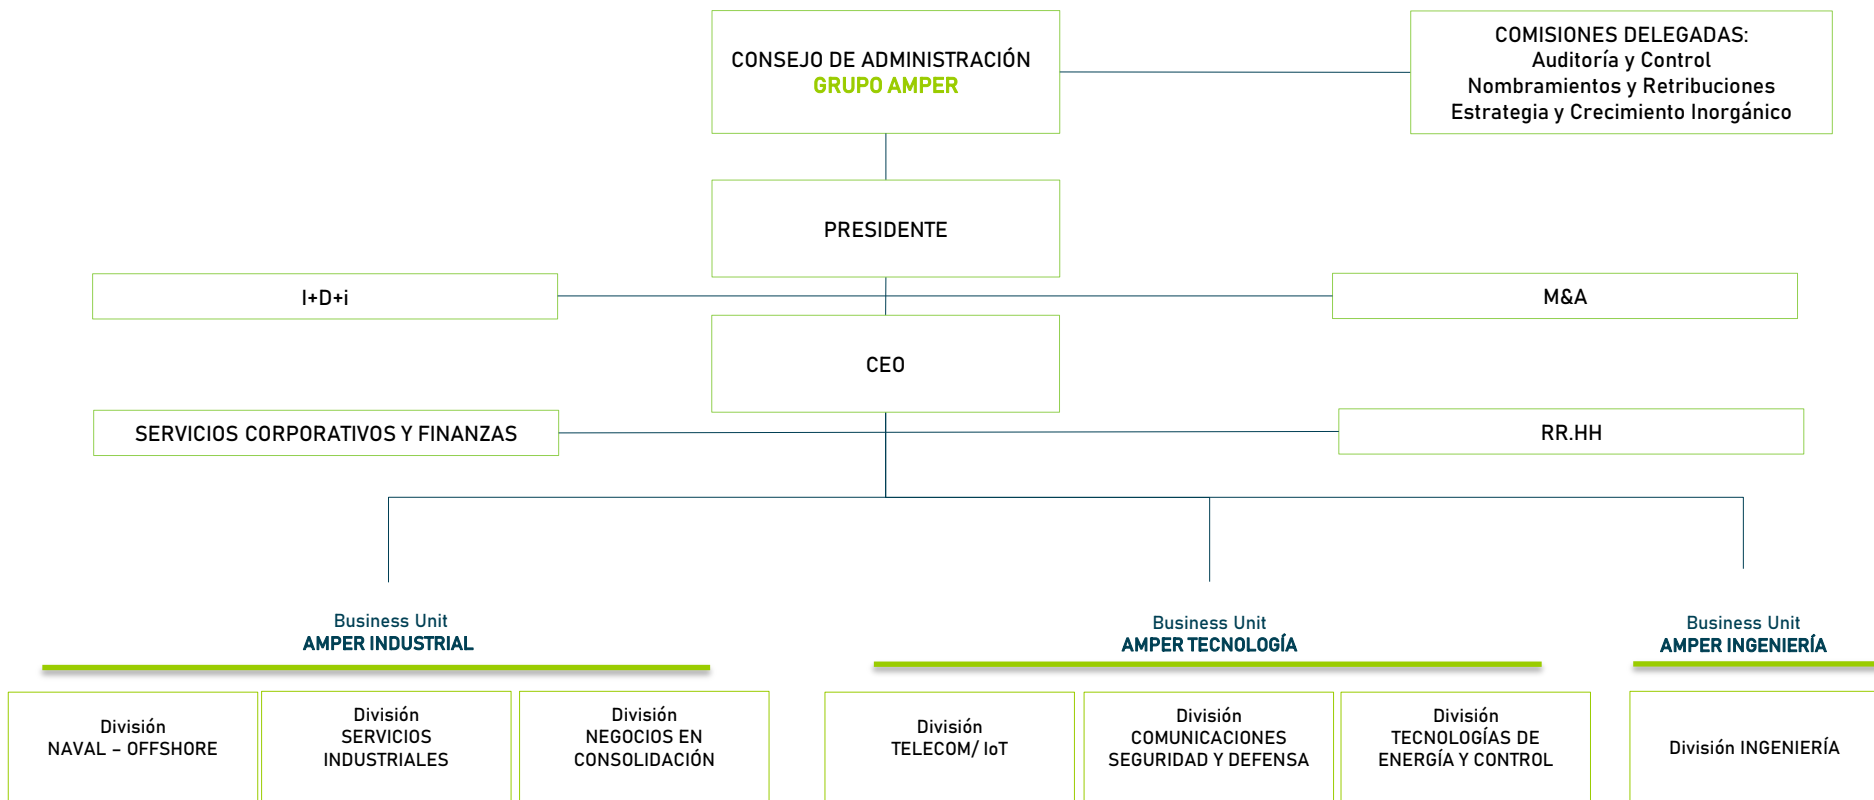 CONSEJO DE ADMINISTRACIÓN
GRUPO AMPER
COMISIONES DELEGADAS:
Auditoría y Control
Nombramientos y Retribuciones
Estrategia y Crecimiento Inorgánico
PRESIDENTE
I+D+i
M&A
CEO
SERVICIOS CORPORATIVOS Y FINANZAS
RR.HH
Business Unit
AMPER INDUSTRIAL
Business Unit
AMPER TECNOLOGÍA
Business Unit
AMPER INGENIERÍA
División
NAVAL – OFFSHORE
División
SERVICIOS
INDUSTRIALES
División
NEGOCIOS EN
CONSOLIDACIÓN
División
TELECOM/ IoT
División
COMUNICACIONES
SEGURIDAD Y DEFENSA
División
TECNOLOGÍAS DE
ENERGÍA Y CONTROL
División INGENIERÍA